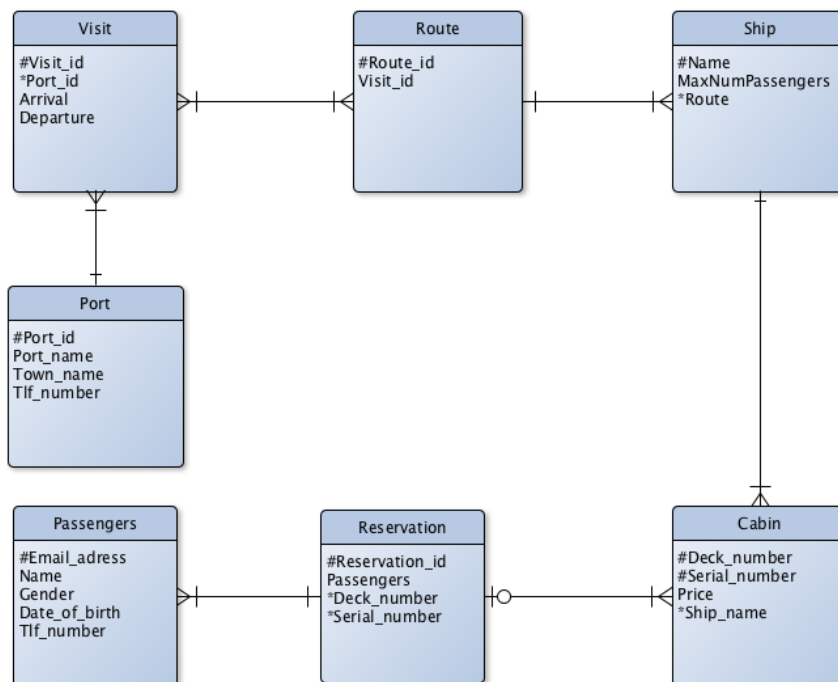 Visit
#Visit_id
*Port_id
Arrival
Departure
Route
#Route_id
Visit_id
Ship
#Name
MaxNumPassengers
*Route
Port
#Port_id
Port_name
Town_name
Tlf_number
Passengers
#Email_adress
Name
Gender
Date_of_birth
Tlf_number
Reservation
#Reservation_id
Passengers
*Deck_number
*Serial_number
Cabin
#Deck_number
#Serial_number
Price
*Ship_name